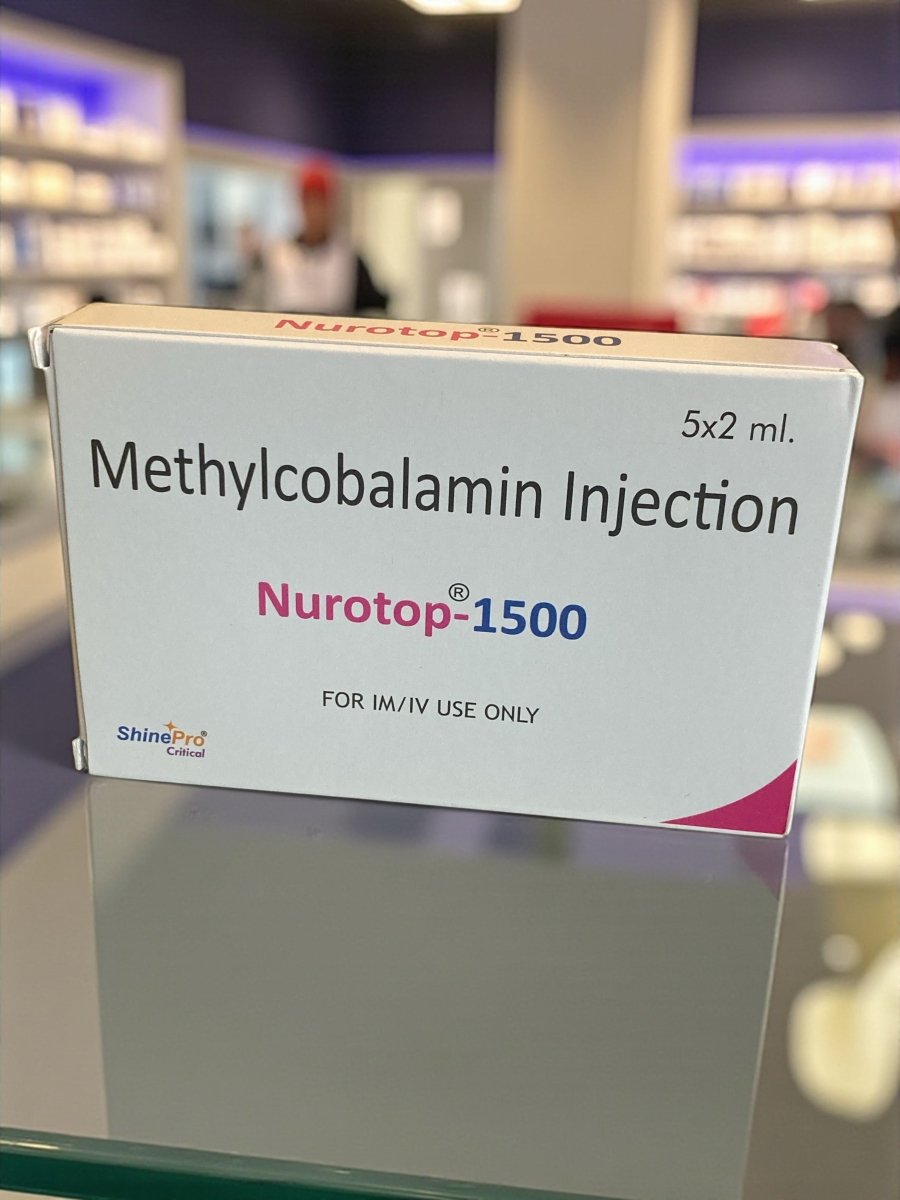 Nurotop®-1500
5x2 ml.
Methylcobalamin Injection
Nurotop®-1500
FOR IM/IV USE ONLY
ShinePro®
Critical